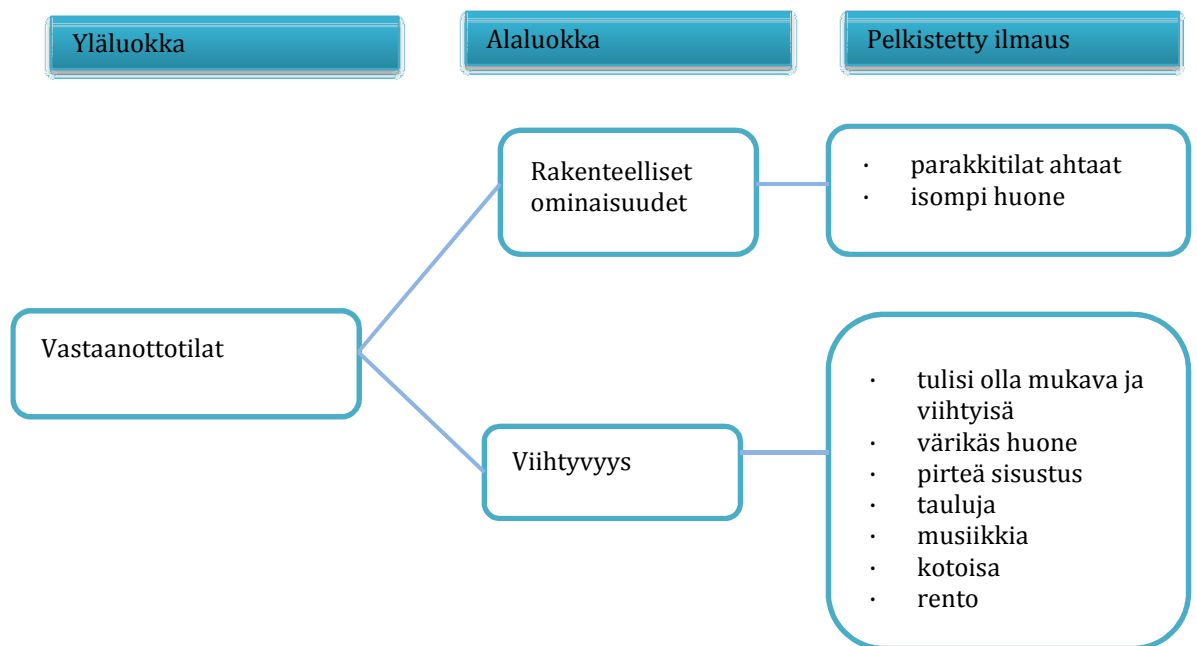 Yläluokka
Alaluokka
Pelkistetty ilmaus
Rakenteelliset
ominaisuudet
· parakkitilat ahtaat
· isompi huone
Vastaanottotilat
Viihtyvyys
· tulisi olla mukava ja
viihtyisä
· värikäs huone
· pirteä sisustus
· tauluja
· musiikkia
· kotoisa
· rento